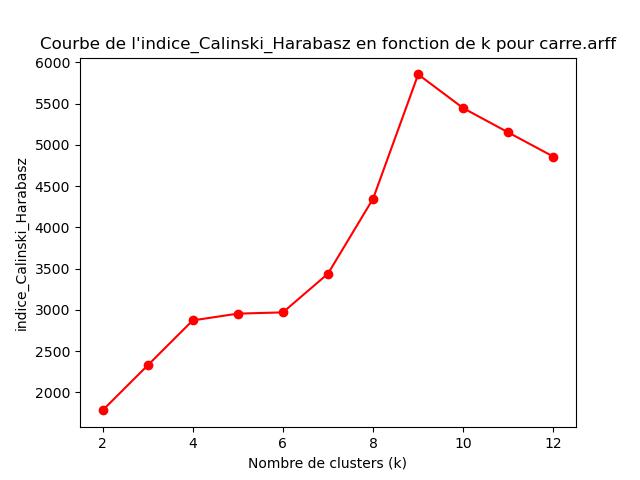 Courbe de l'indice_Calinski_Harabasz en fonction de k pour carre.arff
6000
5500
5000
4500
4000
3500
3000
2500
2000
indice_Calinski_Harabasz
2 4 6 8 10 12
Nombre de clusters (k)